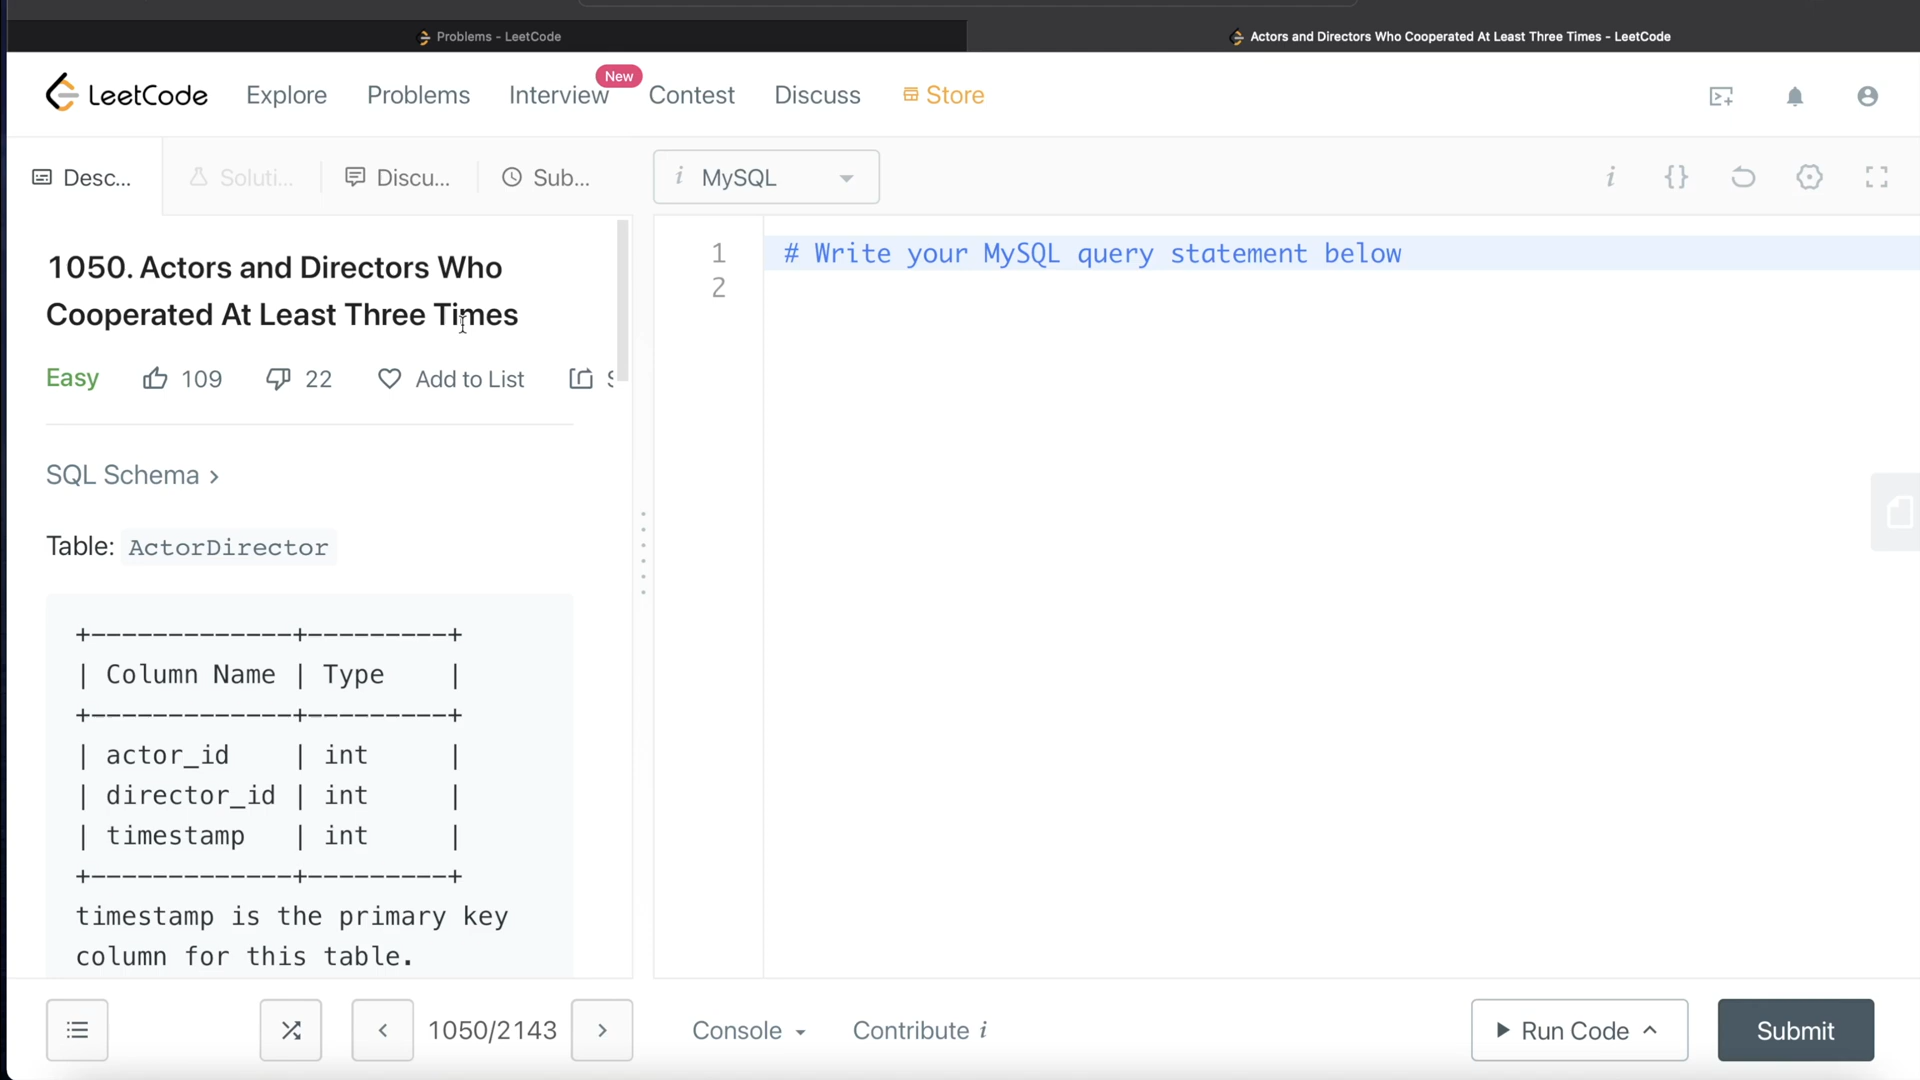 Problems - LeetCode
Actors and Directors Who Cooperated At Least Three Times - LeetCode
LeetCode
Explore
Problems
Interview
New
Contest
Discuss
Store
Desc...
Soluti...
Discu...
Sub...
i MySQL
i {}
1050. Actors and Directors Who
Cooperated At Least Three Times
Easy
109
22
Add to List
SQL Schema >
Table: ActorDirector
+-------------+---------+
| Column Name | Type    |
+-------------+---------+
| actor_id    | int     |
| director_id | int     |
| timestamp   | int     |
+-------------+---------+
timestamp is the primary key
column for this table.
1 # Write your MySQL query statement below
2
1050/2143
Console
Contribute i
Run Code
Submit